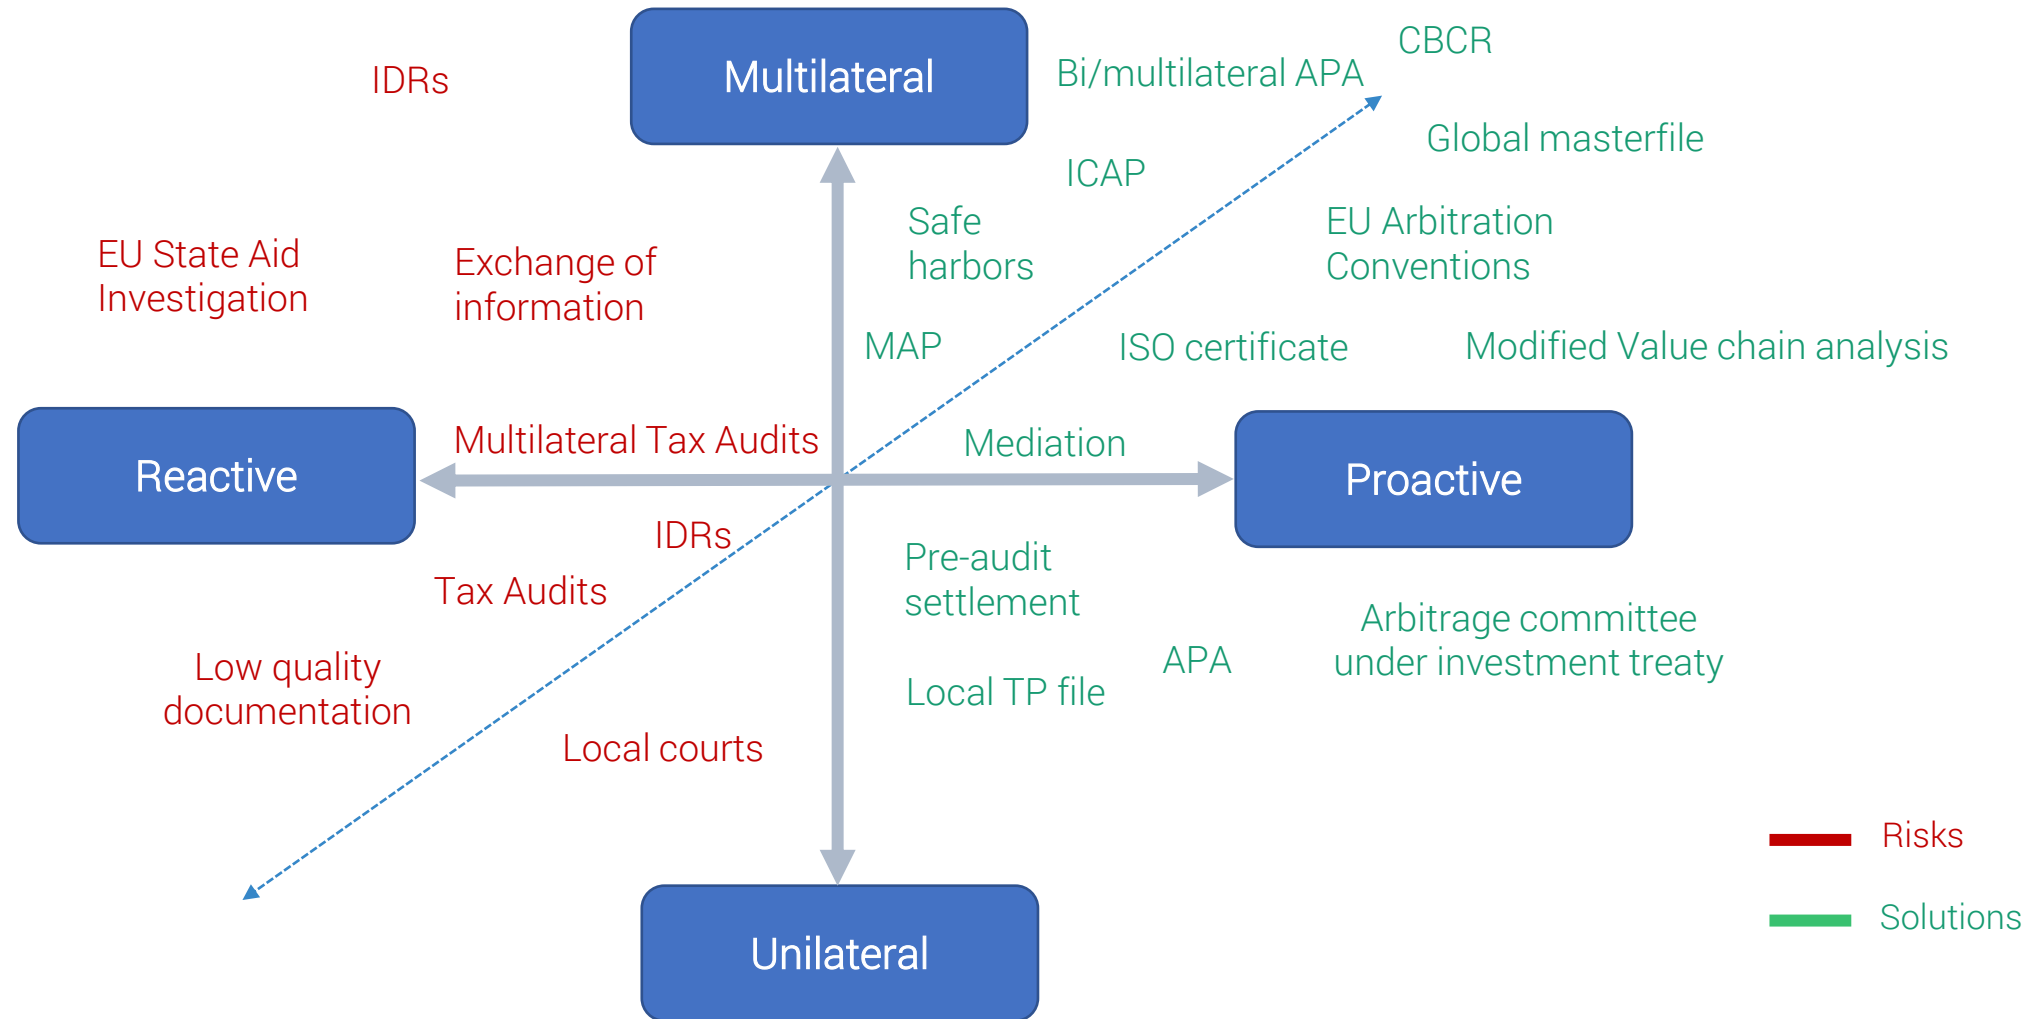 CBCR
Multilateral
Bi/multilateral APA
IDRs
Global masterfile
ICAP
Safe
harbors
EU Arbitration
Conventions
EU State Aid
Investigation
Exchange of
information
MAP
ISO certificate
Modified Value chain analysis
Multilateral Tax Audits
Mediation
Reactive
Proactive
IDRs
Pre-audit
settlement
Tax Audits
Arbitrage committee
under investment treaty
Low quality
documentation
APA
Local TP file
Local courts
Risks
Solutions
Unilateral